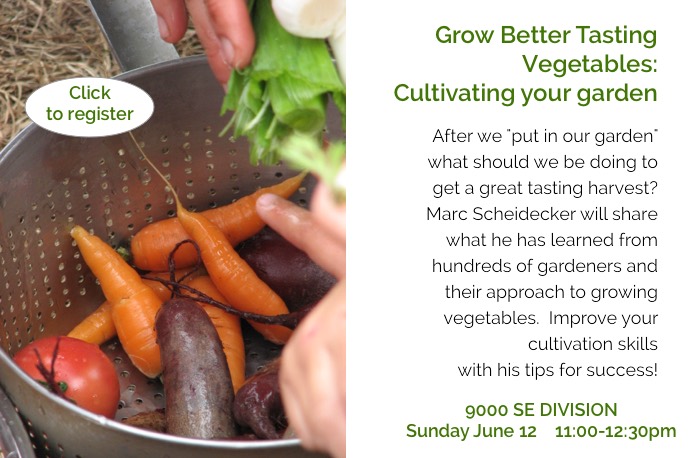 Click
to register
Grow Better Tasting
Vegetables:
Cultivating your garden
After we "put in our garden"
what should we be doing to
get a great tasting harvest?
Marc Scheidecker will share
what he has learned from
hundreds of gardeners and
their approach to growing
vegetables. Improve your
cultivation skills
with his tips for success!
9000 SE DIVISION
Sunday June 12 11:00-12:30pm